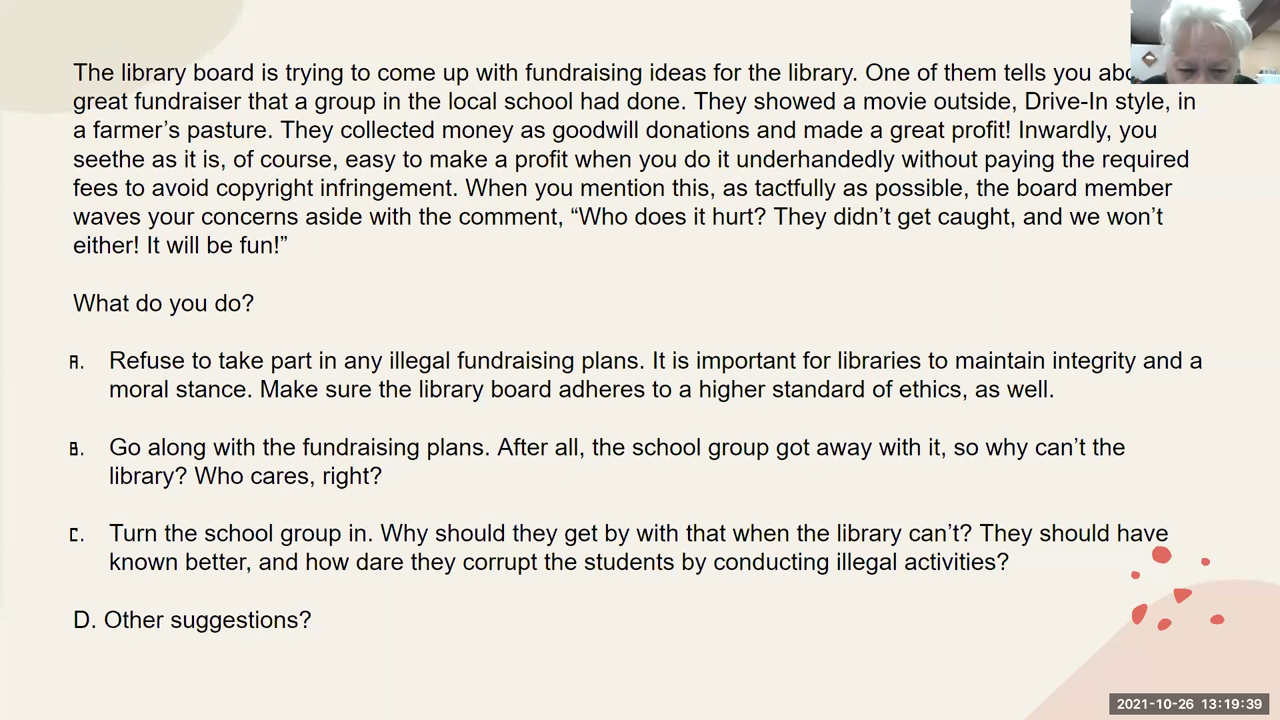 The library board is trying to come up with fundraising ideas for the library. One of them tells you
great fundraiser that a group in the local school had done. They showed a movie outside, Drive-In style, in
a farmer’s pasture. They collected money as goodwill donations and made a great profit! Inwardly, you
seethe as it is, of course, easy to make a profit when you do it underhandedly without paying the required
fees to avoid copyright infringement. When you mention this, as tactfully as possible, the board member
waves your concerns aside with the comment, “Who does it hurt? They didn’t get caught, and we won’t
either! It will be fun!”
What do you do?
A. Refuse to take part in any illegal fundraising plans. It is important for libraries to maintain integrity and a
moral stance. Make sure the library board adheres to a higher standard of ethics, as well.
B. Go along with the fundraising plans. After all, the school group got away with it, so why can’t the
library? Who cares, right?
C. Turn the school group in. Why should they get by with that when the library can’t? They should have
known better, and how dare they corrupt the students by conducting illegal activities?
D. Other suggestions?
2021-10-26 13:19:39